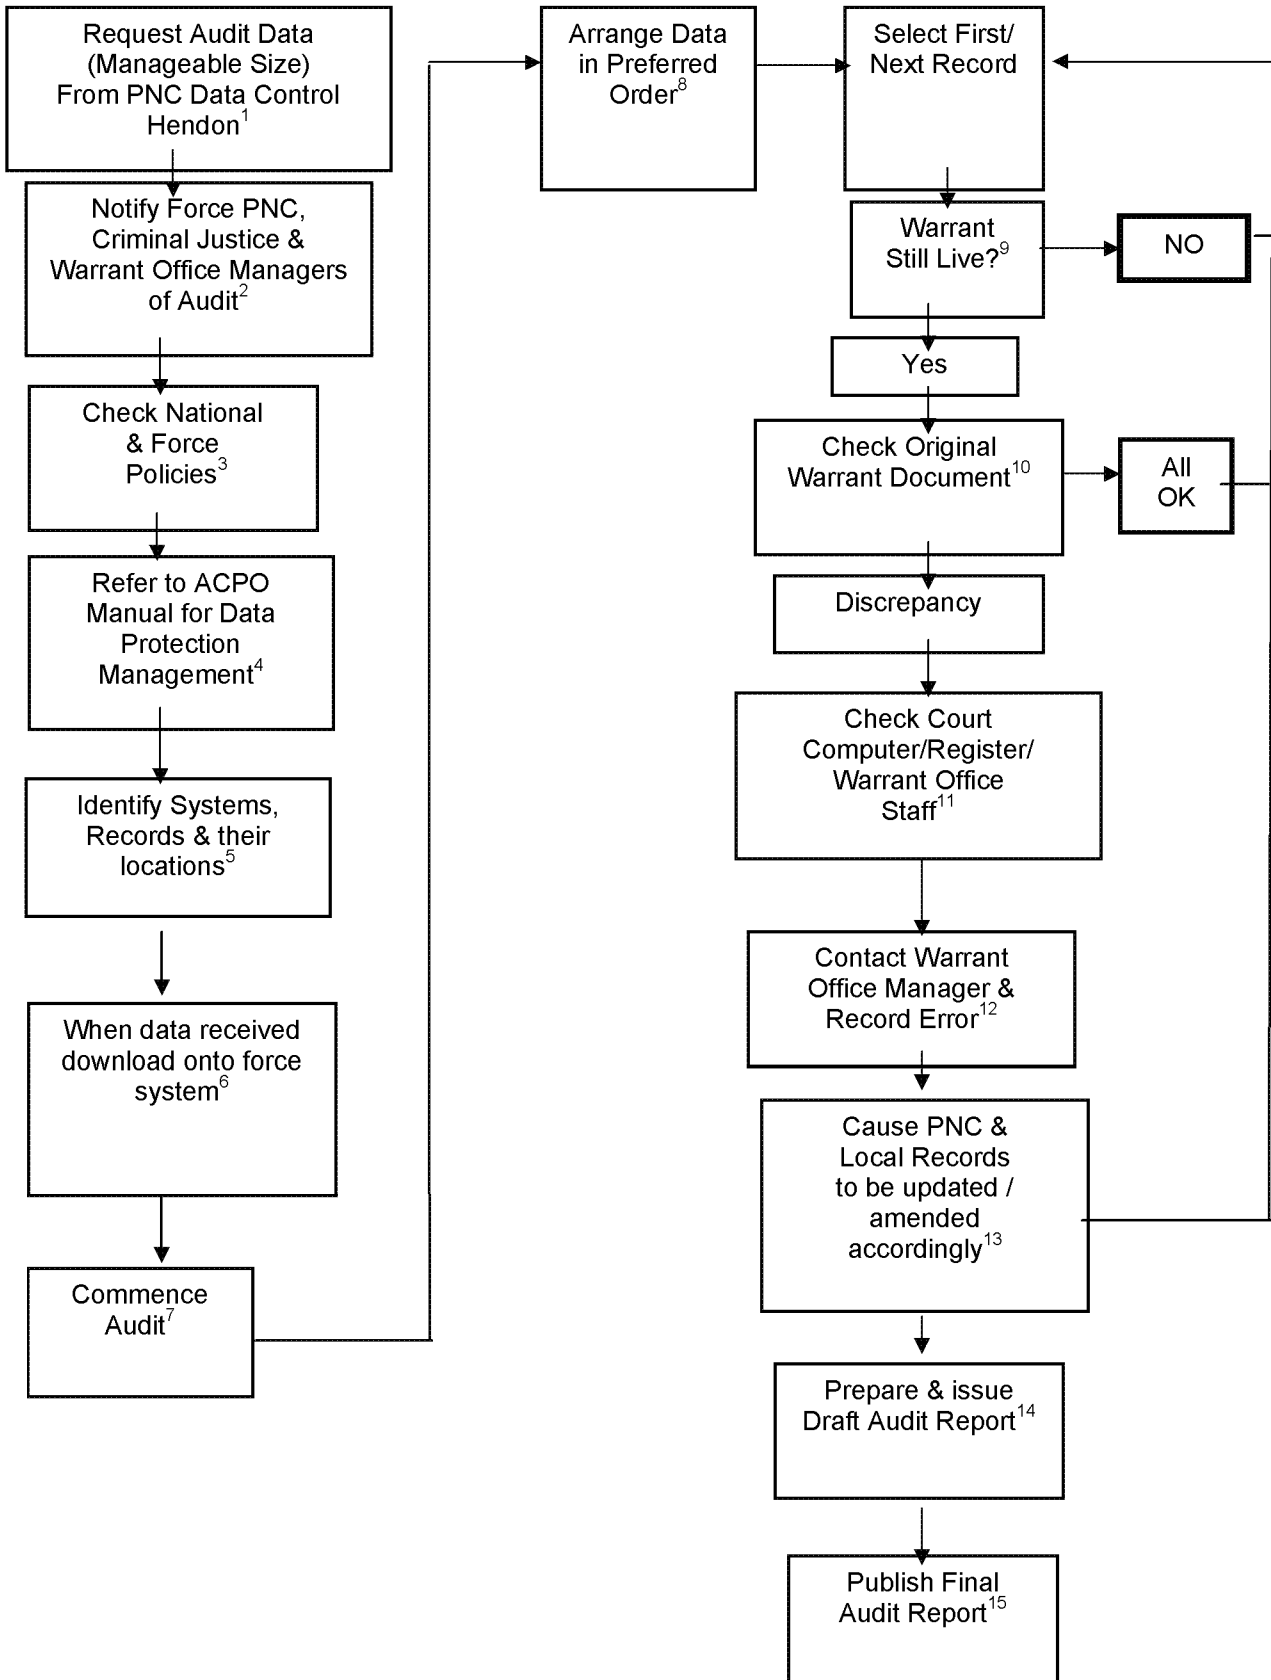 Request Audit Data
(Manageable Size)
From PNC Data Control
Hendon1
Notify Force PNC,
Criminal Justice &
Warrant Office Managers
of Audit2
Check National
& Force
Policies3
Refer to ACPO
Manual for Data
Protection
Management4
Identify Systems,
Records & their
locations5
When data received
download onto force
system6
Commence
Audit7
Arrange Data
in Preferred
Order8
Select First/
Next Record
Warrant
Still Live?9
NO
Yes
Check Original
Warrant Document10
All
OK
Discrepancy
Check Court
Computer/Register/
Warrant Office
Staff11
Contact Warrant
Office Manager &
Record Error12
Cause PNC &
Local Records
to be updated /
amended
accordingly13
Prepare & issue
Draft Audit Report14
Publish Final
Audit Report15